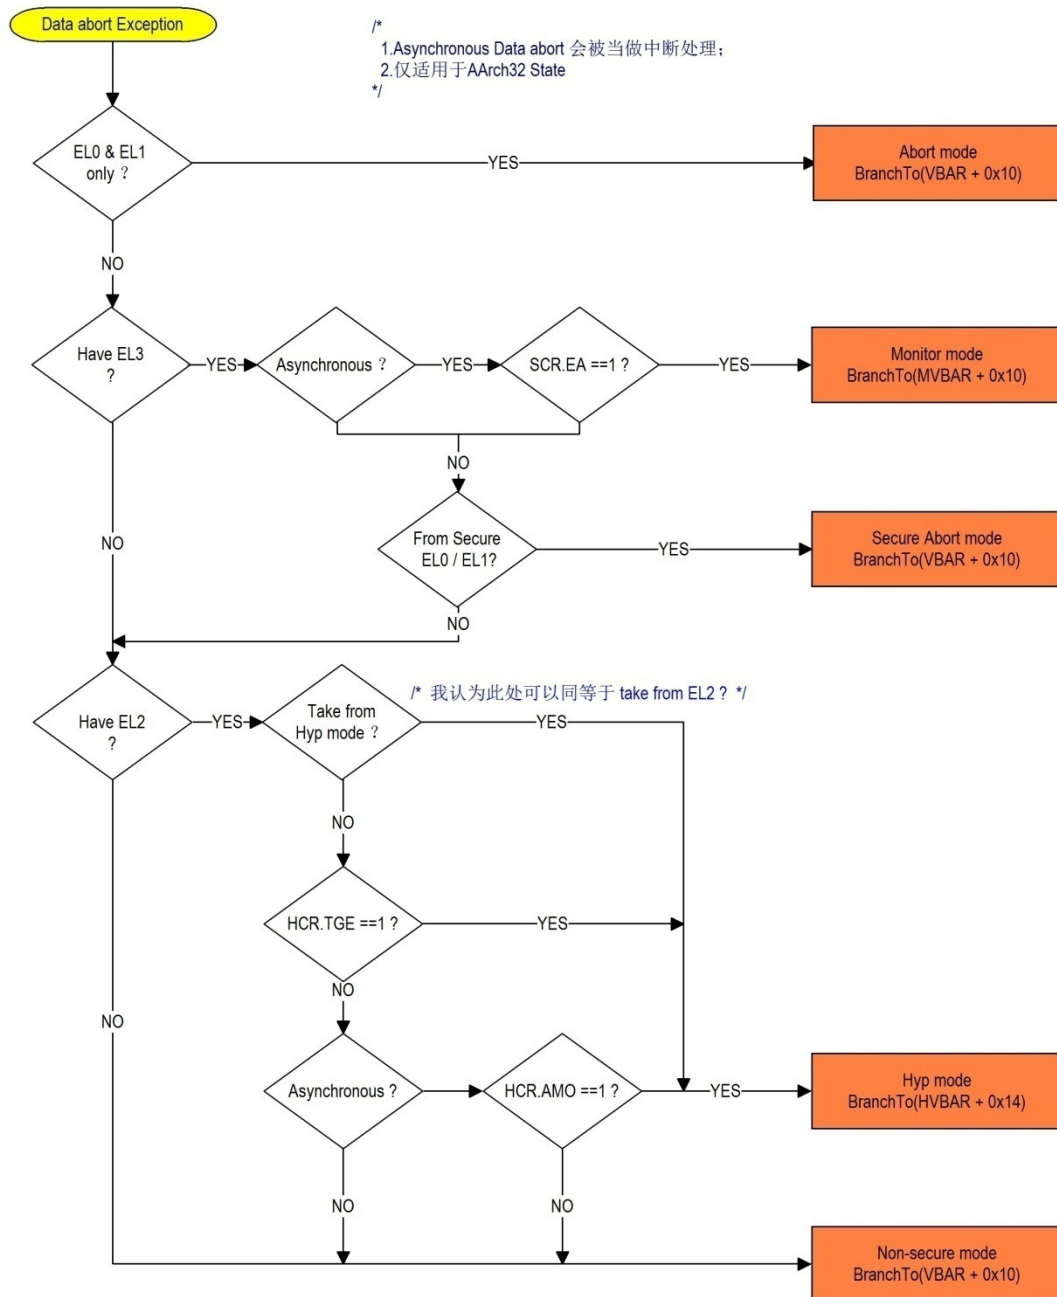 Data abort Exception
/*
1.Asynchronous Data abort 会被当做中断处理；
2.仅适用于AArch32 State
*/
EL0 & EL1
only ？
YES
Abort mode
BranchTo(VBAR + 0x10)
NO
Have EL3
?
YES
Asynchronous ？
YES
SCR.EA ==1 ?
YES
Monitor mode
BranchTo(MVBAR + 0x10)
NO
NO
From Secure
EL0 / EL1?
YES
Secure Abort mode
BranchTo(VBAR + 0x10)
NO
/* 我认为此处可以同等于 take from EL2 ? */
Have EL2
?
YES
Take from
Hyp mode ？
YES
NO
HCR.TGE ==1 ?
YES
NO
NO
Asynchronous ?
HCR.AMO ==1 ?
YES
Hyp mode
BranchTo(HVBAR + 0x14)
NO
NO
Non-secure mode
BranchTo(VBAR + 0x10)